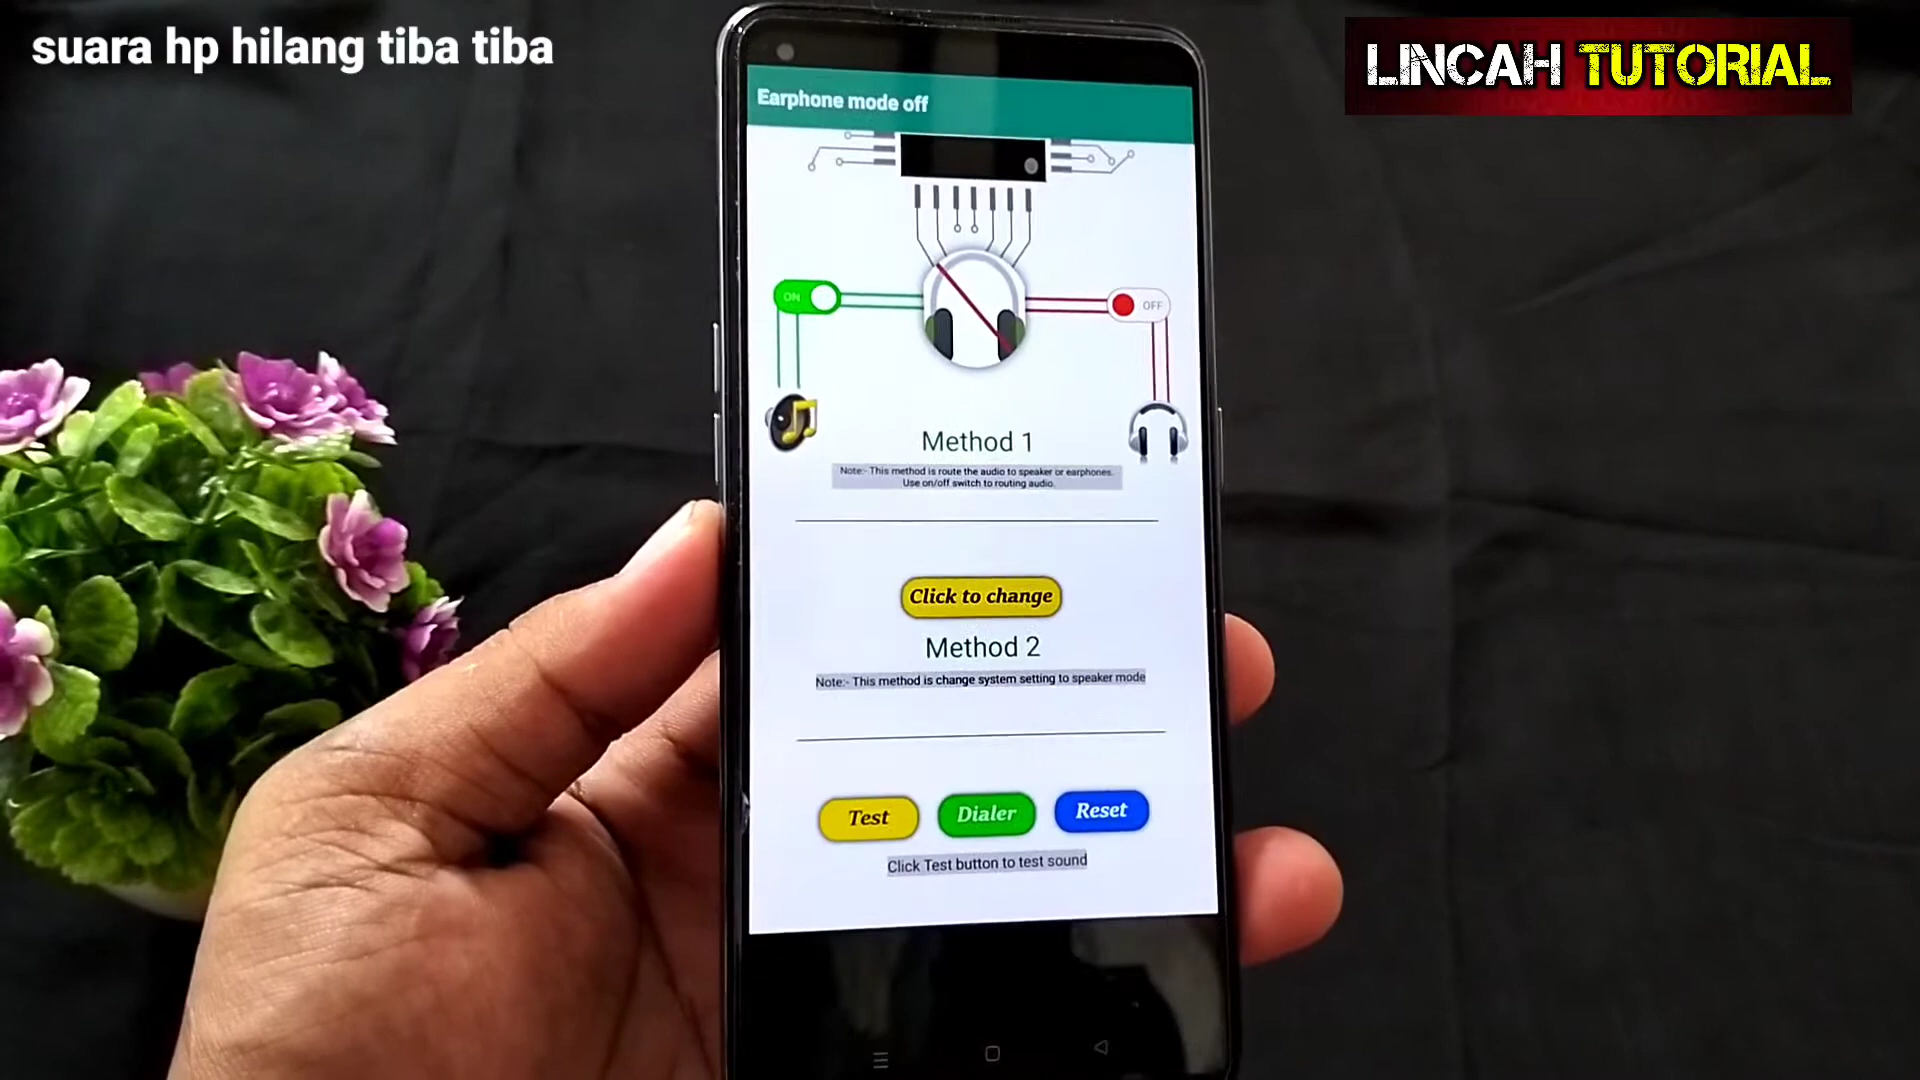 suara hp hilang tiba tiba
LINCAH TUTORIAL
Earphone mode off
ON
OFF
Method 1
Note:- This method is route the audio to speaker or earphones.
Use on/off switch to routing audio.
Click to change
Method 2
Note:- This method is change system setting to speaker mode
Test
Dialer
Reset
Click Test button to test sound